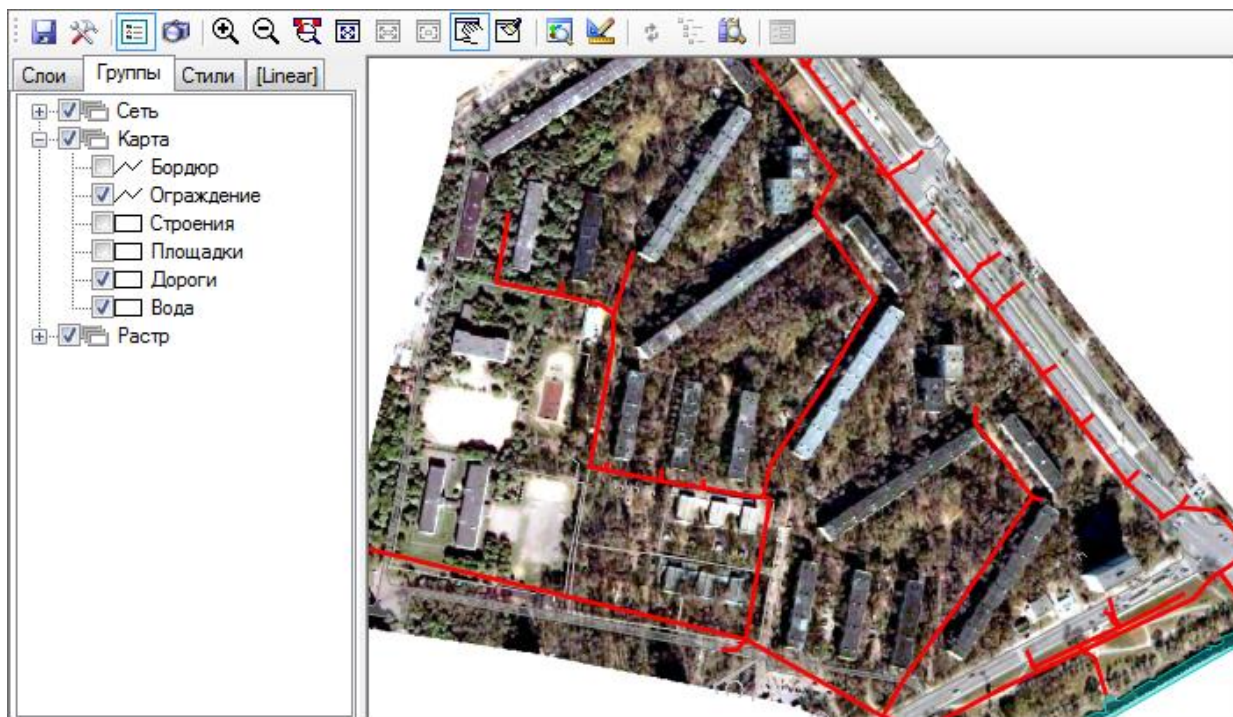 Слои Группы Стили [Linear]
Сеть
Карта
Бордюр
Ограждение
Строения
Площадки
Дороги
Вода
Растр